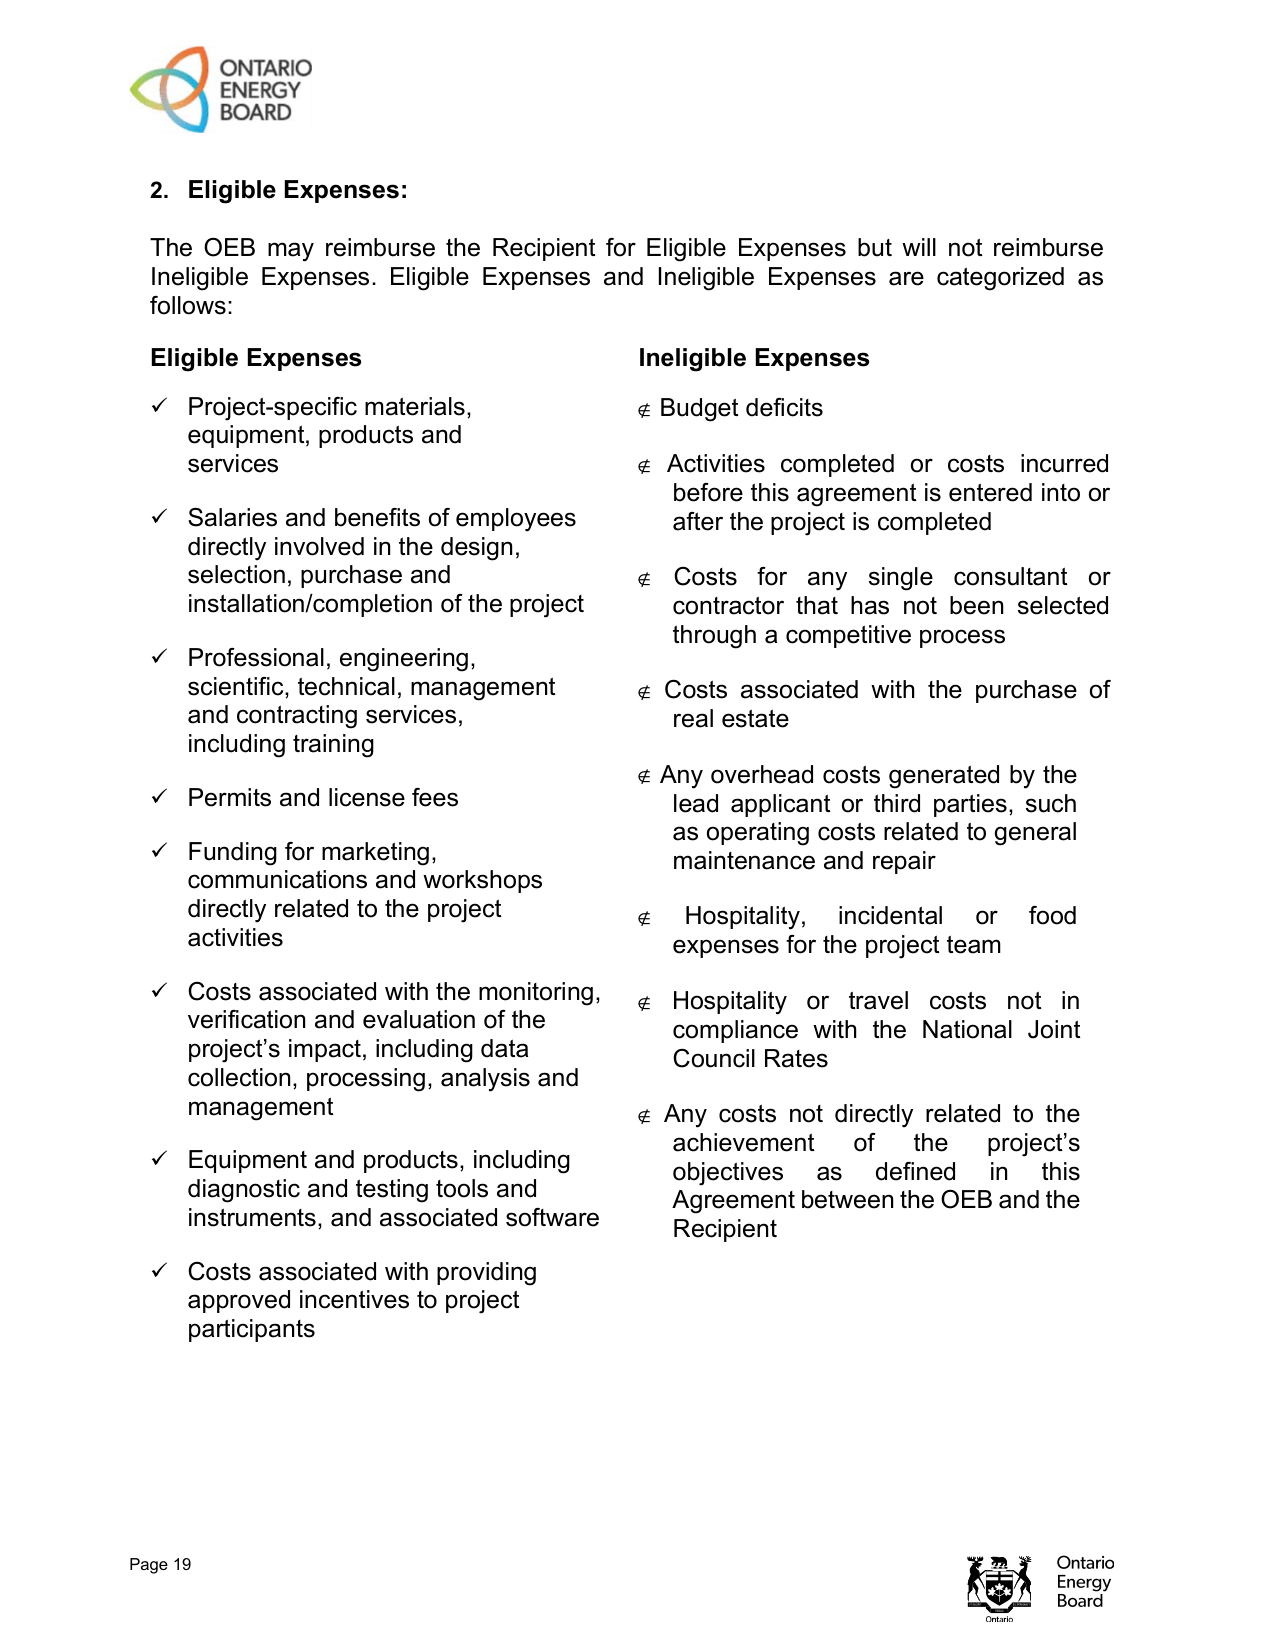 ONTARIO
ENERGY
BOARD
2. Eligible Expenses:
The OEB may reimburse the Recipient for Eligible Expenses but will not reimburse
Ineligible Expenses. Eligible Expenses and Ineligible Expenses are categorized as
follows:
Eligible Expenses
✓ Project-specific materials,
equipment, products and
services
✓ Salaries and benefits of employees
directly involved in the design,
selection, purchase and
installation/completion of the project
✓ Professional, engineering,
scientific, technical, management
and contracting services,
including training
✓ Permits and license fees
✓ Funding for marketing,
communications and workshops
directly related to the project
activities
✓ Costs associated with the monitoring,
verification and evaluation of the
project’s impact, including data
collection, processing, analysis and
management
✓ Equipment and products, including
diagnostic and testing tools and
instruments, and associated software
✓ Costs associated with providing
approved incentives to project
participants
Ineligible Expenses
∉ Budget deficits
∉ Activities completed or costs incurred
before this agreement is entered into or
after the project is completed
∉ Costs for any single consultant or
contractor that has not been selected
through a competitive process
∉ Costs associated with the purchase of
real estate
∉ Any overhead costs generated by the
lead applicant or third parties, such
as operating costs related to general
maintenance and repair
∉ Hospitality, incidental or food
expenses for the project team
∉ Hospitality or travel costs not in
compliance with the National Joint
Council Rates
∉ Any costs not directly related to the
achievement of the project’s
objectives as defined in this
Agreement between the OEB and the
Recipient
Page 19
Ontario
Ontario
Energy
Board